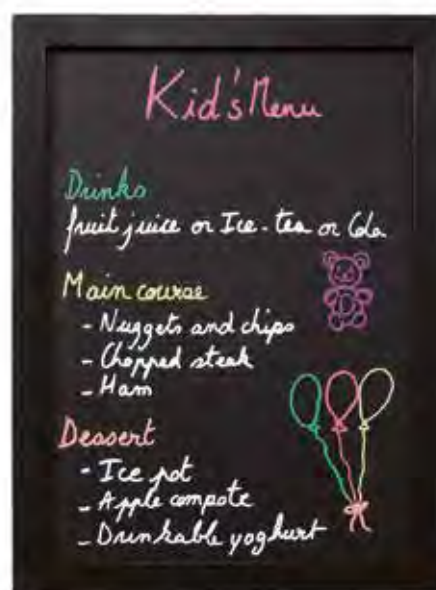 Kid's Menu
Drinks
fruit juice or Ice-tea or Cola
Main course
- Nuggets and chips
- Chopped steak
- Ham
Dessert
- Ice pot
- Apple compote
- Drinkable yoghurt